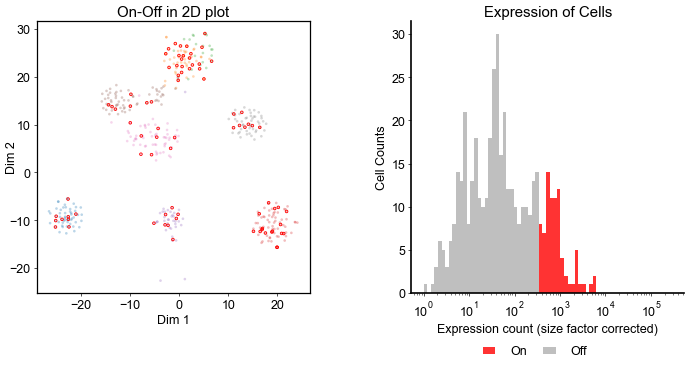 On-Off in 2D plot
Dim 2
30
20
10
0
−10
−20
−20 −10 0 10 20
Dim 1
Expression of Cells
Cell Counts
30
25
20
15
10
5
0
10^0 10^1 10^2 10^3 10^4 10^5
Expression count (size factor corrected)
On Off